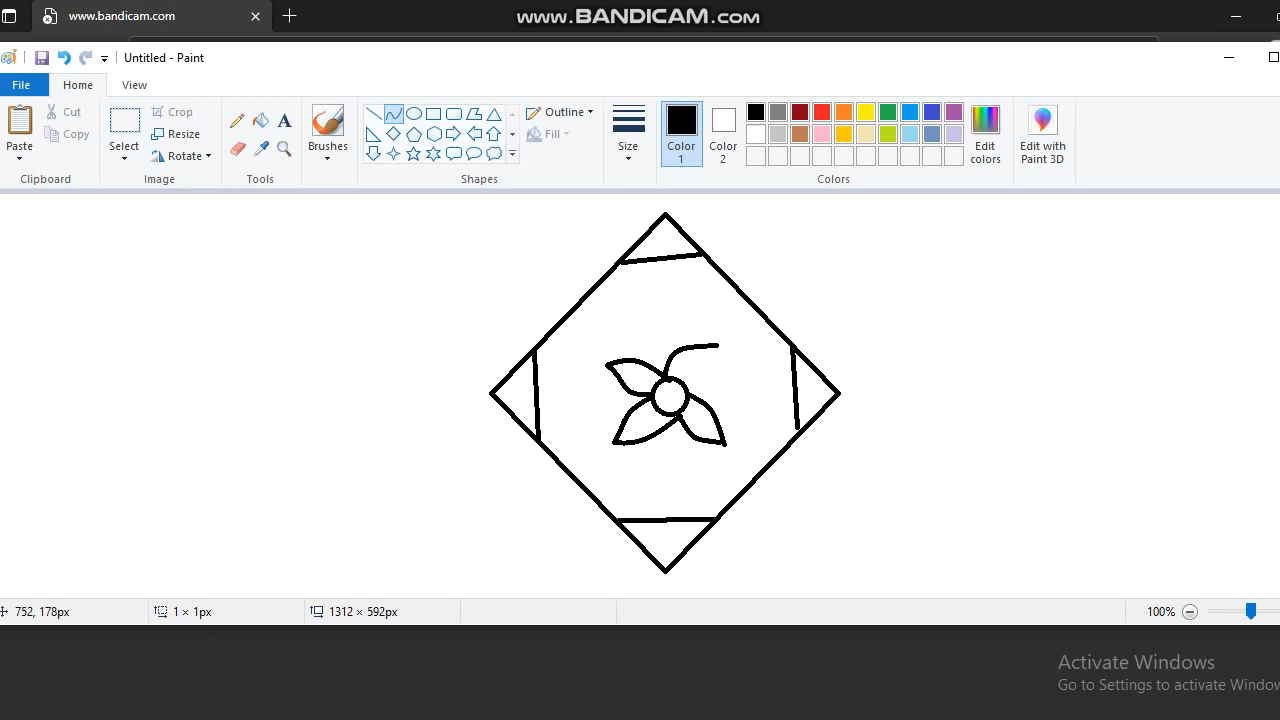 www.bandicam.com
www.BANDICAM.com
Untitled - Paint
File Home View
Paste
Cut
Copy
Clipboard
Select
Crop
Resize
Rotate
Image
Tools
Brushes
Shapes
Outline
Fill
Size
Color 1
Color 2
Colors
Edit colors
Edit with Paint 3D
752, 178px
1 × 1px
1312 × 592px
100%
Activate Windows
Go to Settings to activate Window